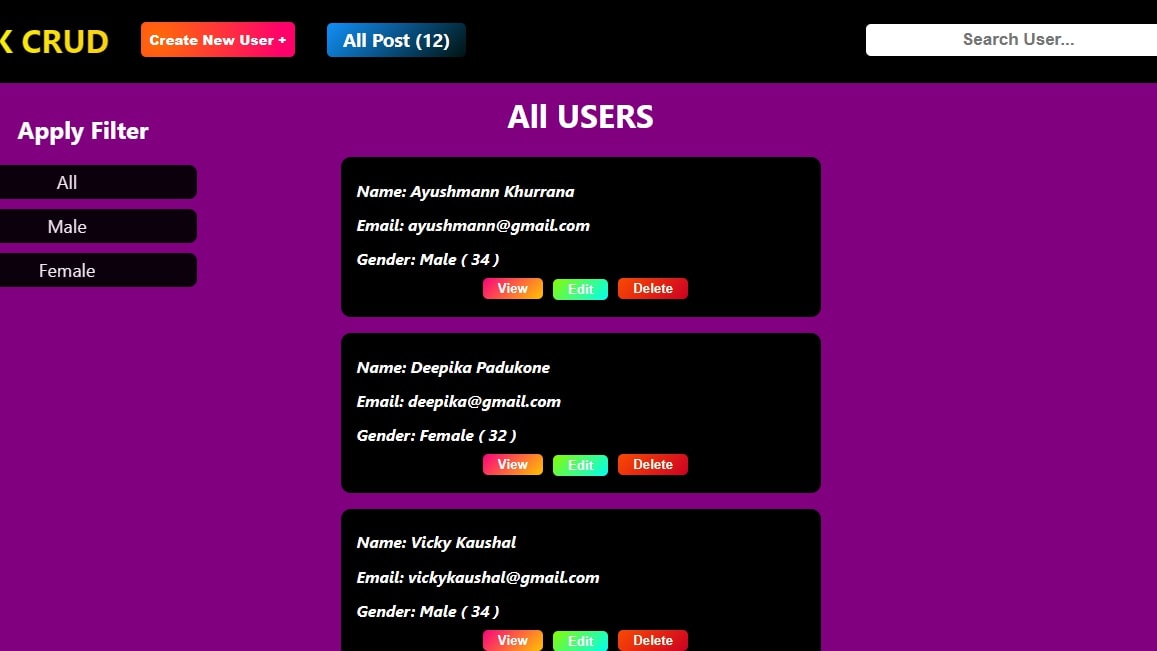 K CRUD
Create New User +
All Post (12)
Search User...
Apply Filter
All
Male
Female
All USERS
Name: Ayushmann Khurrana
Email: ayushmann@gmail.com
Gender: Male ( 34 )
View Edit Delete
Name: Deepika Padukone
Email: deepika@gmail.com
Gender: Female ( 32 )
View Edit Delete
Name: Vicky Kaushal
Email: vickykaushal@gmail.com
Gender: Male ( 34 )
View Edit Delete